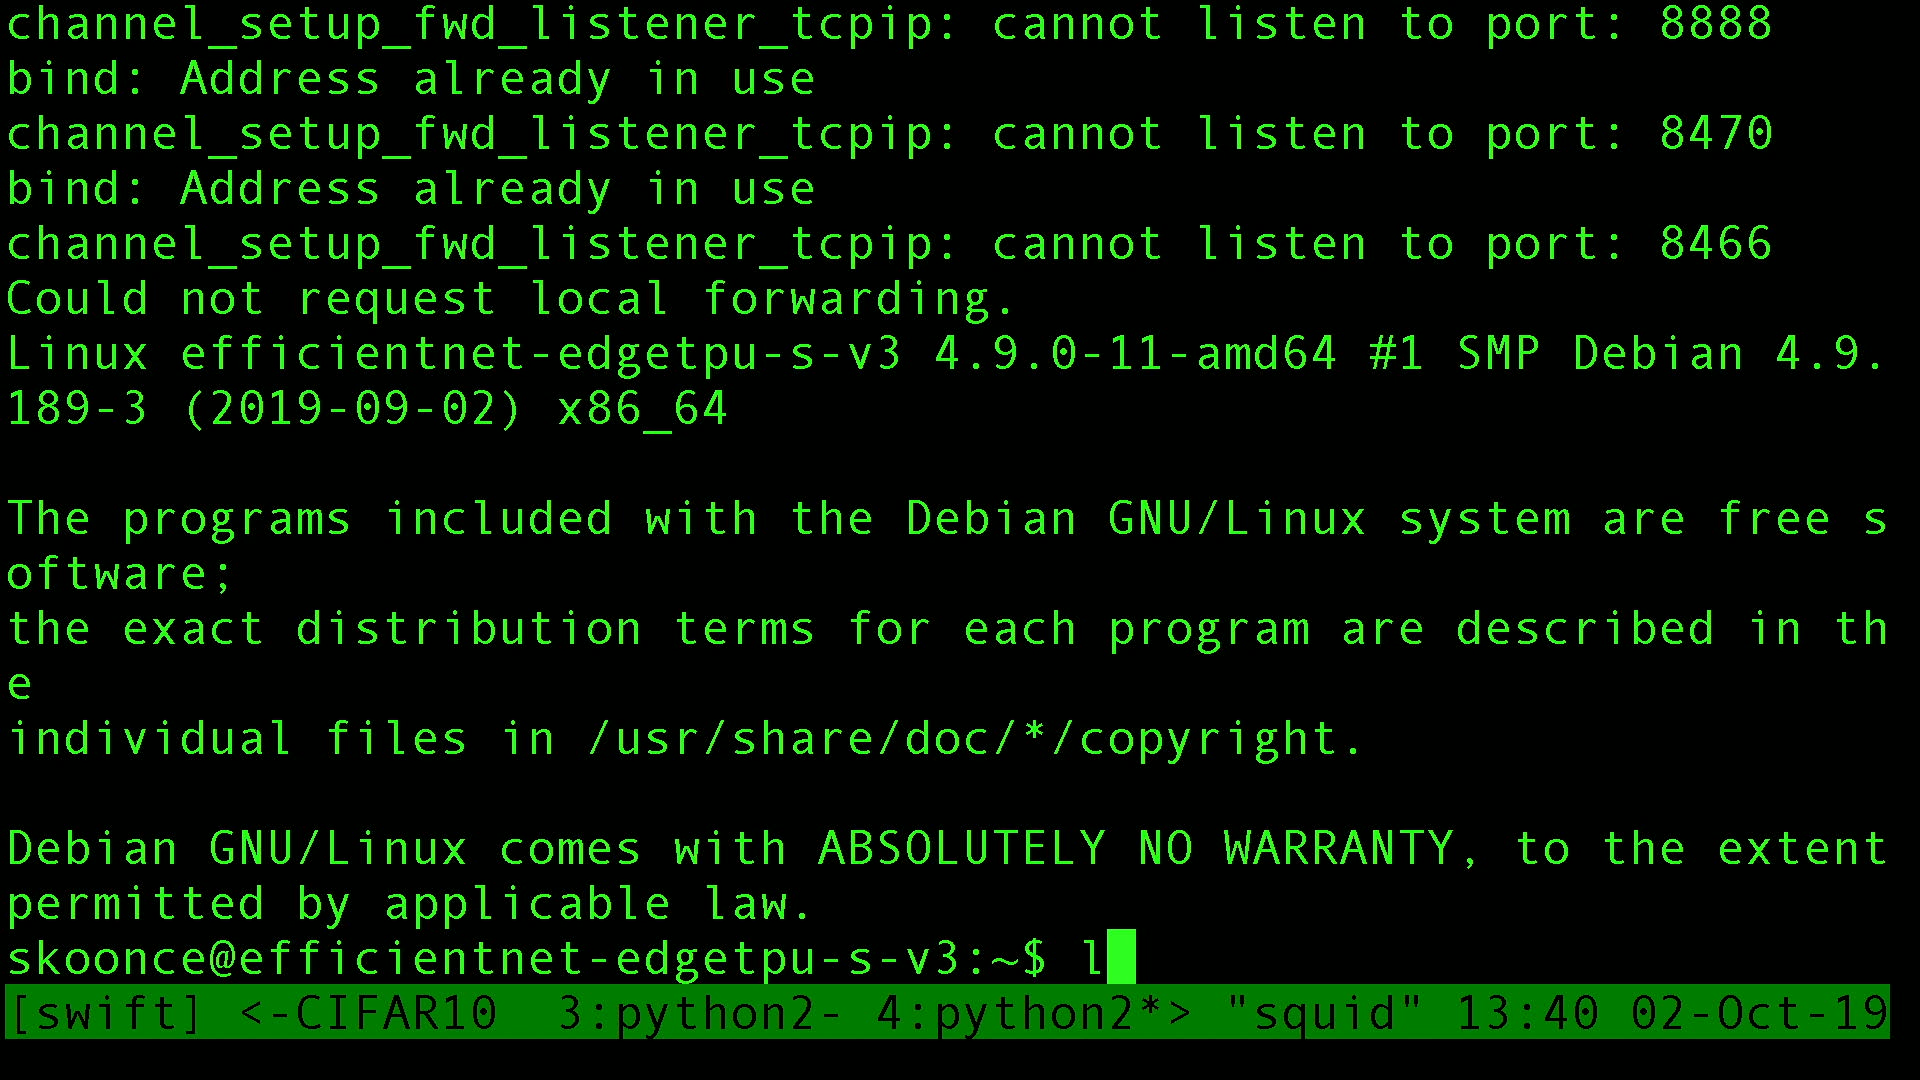 channel_setup_fwd_listener_tcpip: cannot listen to port: 8888
bind: Address already in use
channel_setup_fwd_listener_tcpip: cannot listen to port: 8470
bind: Address already in use
channel_setup_fwd_listener_tcpip: cannot listen to port: 8466
Could not request local forwarding.
Linux efficientnet-edgetpu-s-v3 4.9.0-11-amd64 #1 SMP Debian 4.9.
189-3 (2019-09-02) x86_64
The programs included with the Debian GNU/Linux system are free s
oftware;
the exact distribution terms for each program are described in th
e
individual files in /usr/share/doc/*/copyright.
Debian GNU/Linux comes with ABSOLUTELY NO WARRANTY, to the extent
permitted by applicable law.
skoonce@efficientnet-edgetpu-s-v3:~$ l
[swift] <-CIFAR10  3:python2- 4:python2*> "squid" 13:40 02-Oct-19